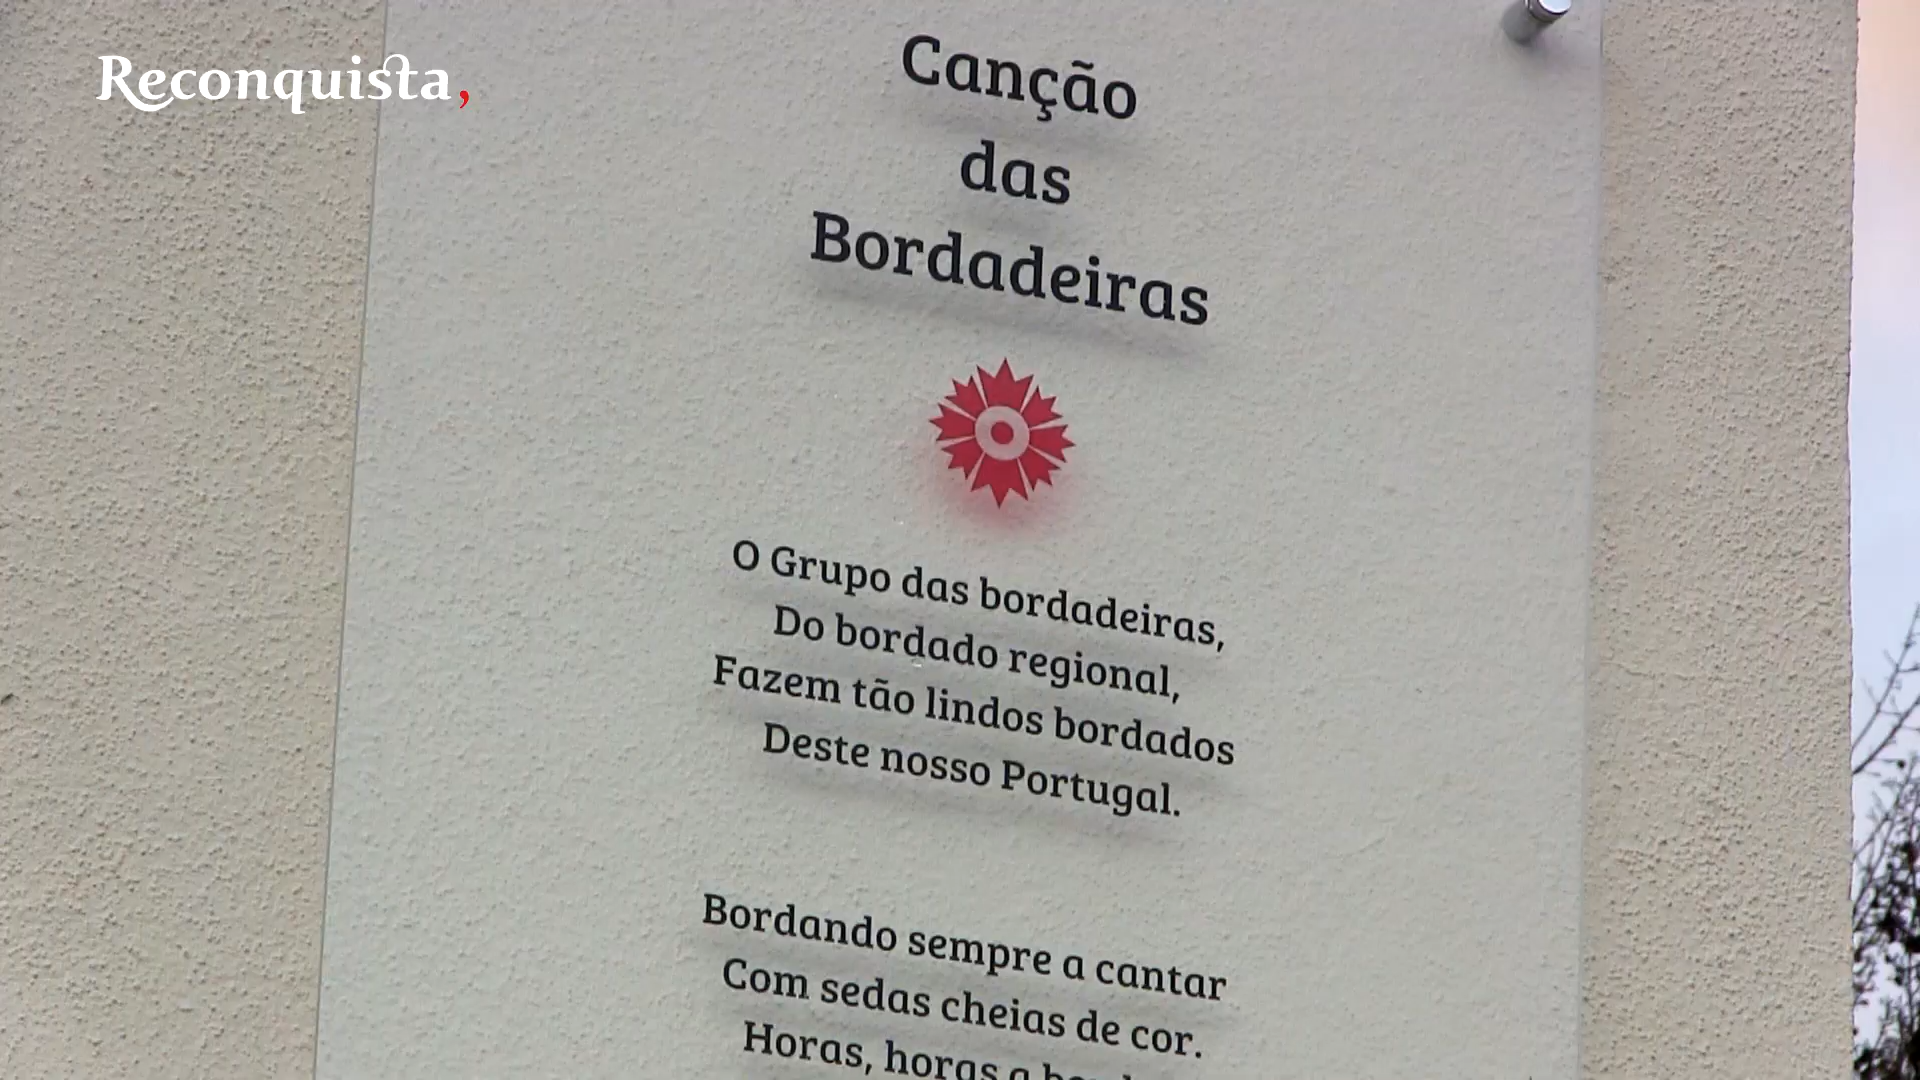 Reconquista,
Canção
das
Bordadeiras
O Grupo das bordadeiras,
Do bordado regional,
Fazem tão lindos bordados
Deste nosso Portugal.
Bordando sempre a cantar
Com sedas cheias de cor.
Horas, horas a